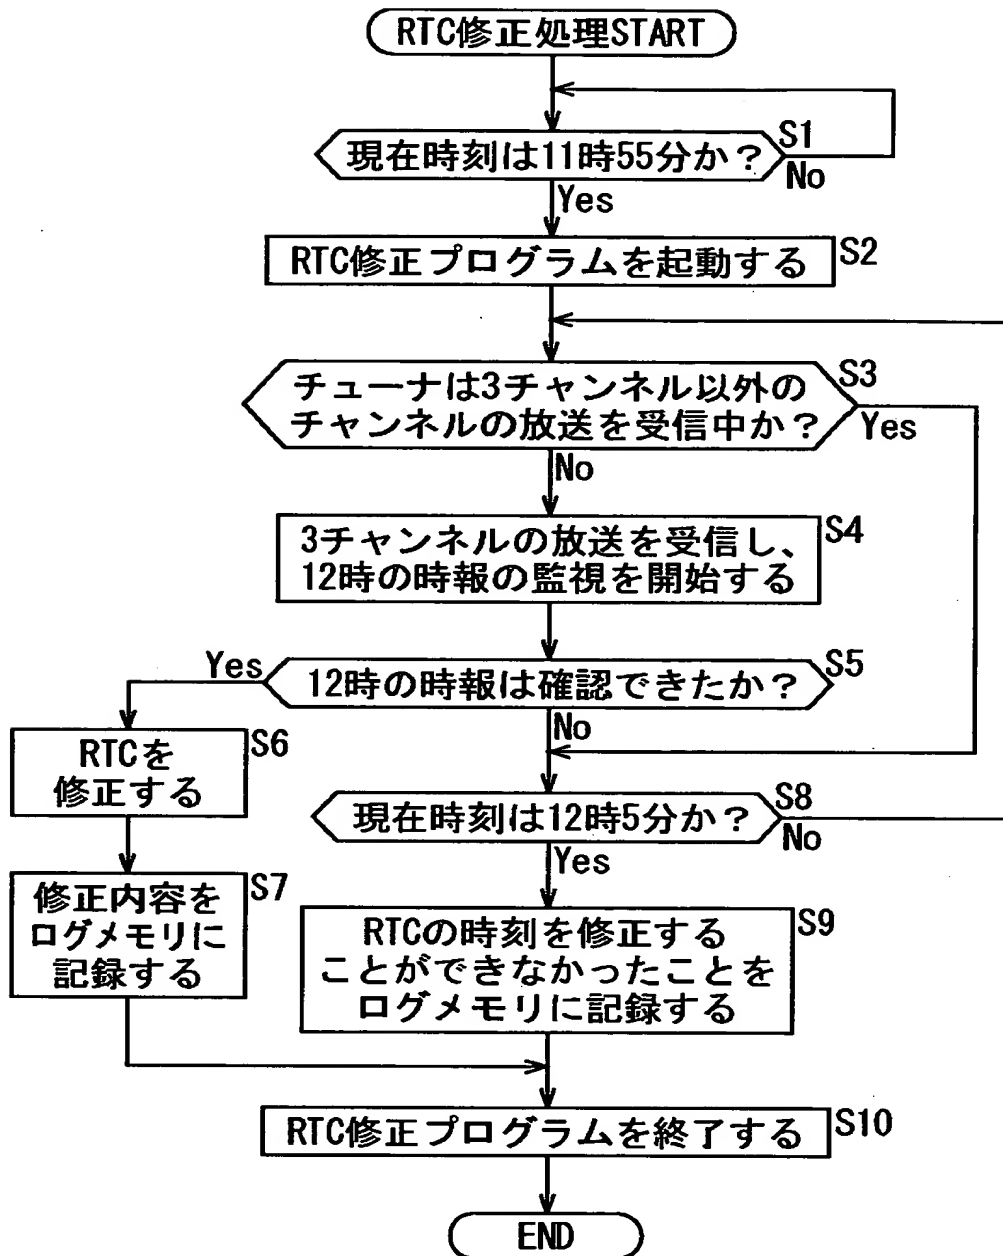 RTC修正処理START
現在時刻は11時55分か？
S1
No
Yes
RTC修正プログラムを起動する
S2
チューナは3チャンネル以外の
チャンネルの放送を受信中か？
S3
Yes
No
3チャンネルの放送を受信し、
12時の時報の監視を開始する
S4
Yes
12時の時報は確認できたか？
S5
No
RTCを
修正する
S6
現在時刻は12時5分か？
S8
No
Yes
修正内容を
ログメモリに
記録する
S7
RTCの時刻を修正する
ことができなかったことを
ログメモリに記録する
S9
RTC修正プログラムを終了する
S10
END